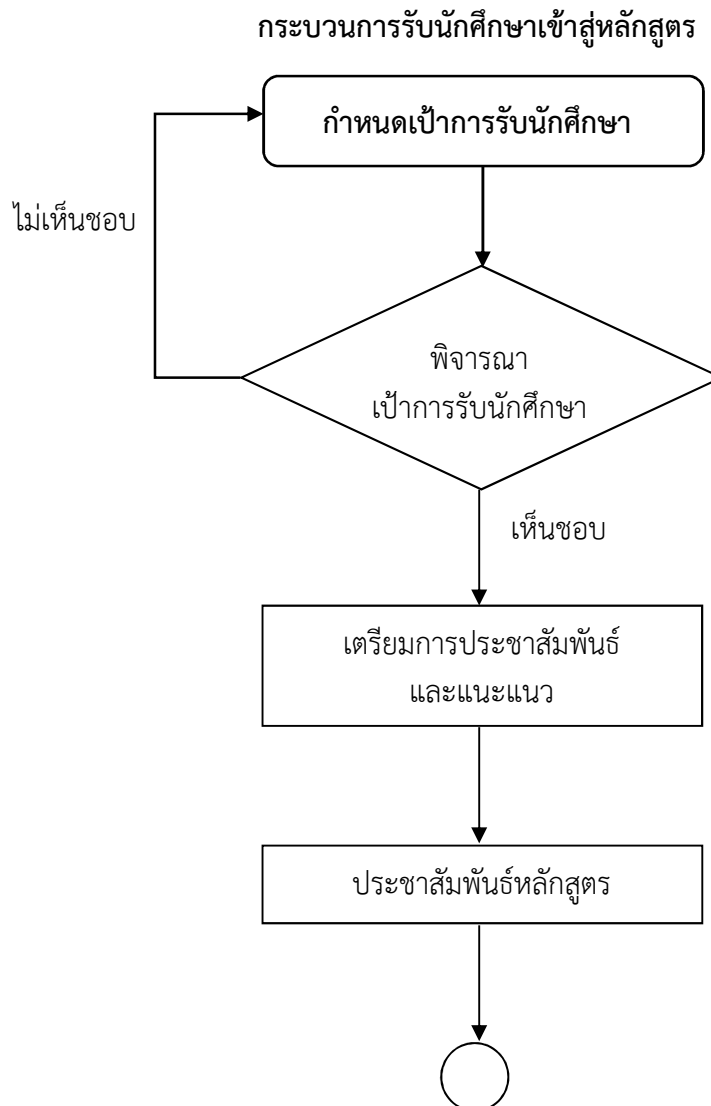 กระบวนการรับนักศึกษาเข้าสู่หลักสูตร
กำหนดเป้าการรับนักศึกษา
ไม่เห็นชอบ
พิจารณา
เป้าการรับนักศึกษา
เห็นชอบ
เตรียมการประชาสัมพันธ์
และแนะแนว
ประชาสัมพันธ์หลักสูตร